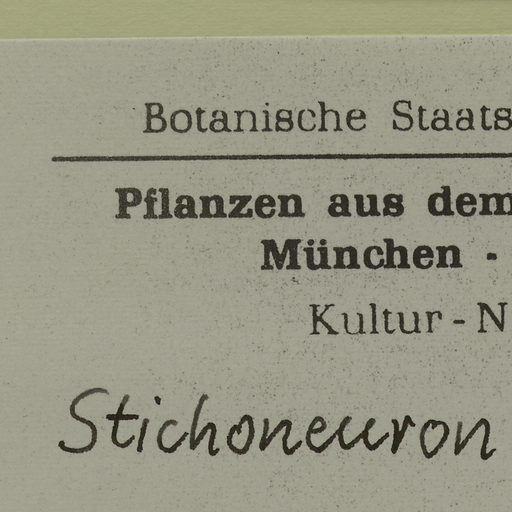 Botanische Staats
Pflanzen aus dem
München -
Kultur - N
Stichoneuron